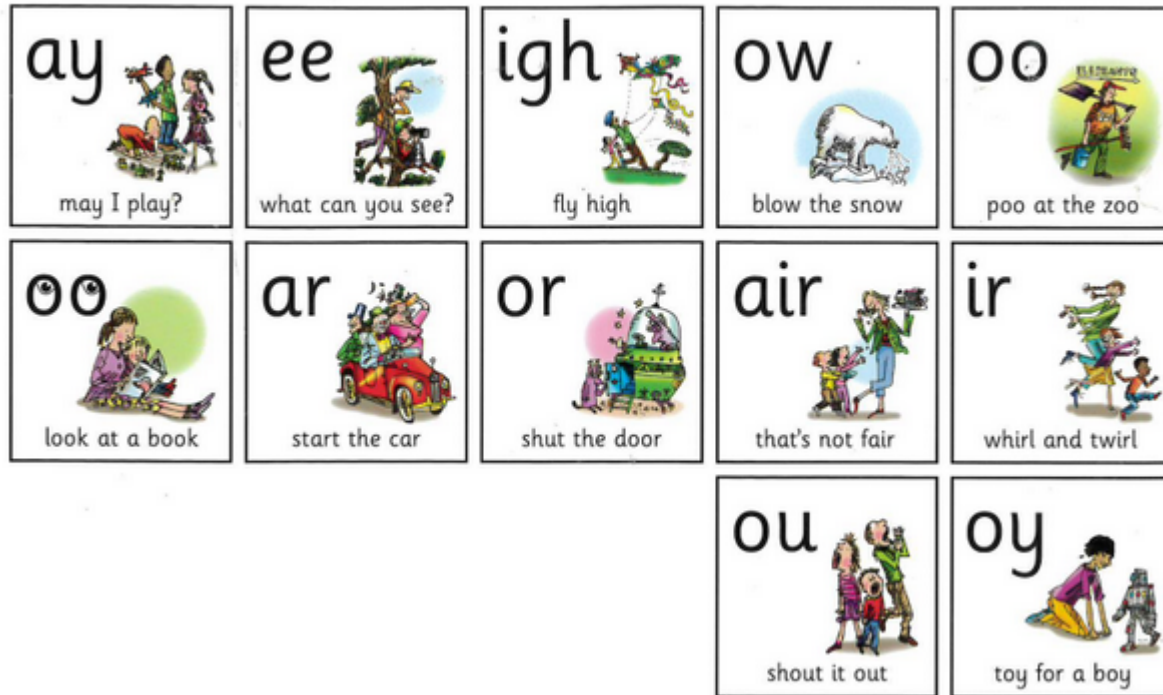 ay
may I play?
ee
what can you see?
igh
fly high
ow
blow the snow
oo
poo at the zoo
oo
look at a book
ar
start the car
or
shut the door
air
that's not fair
ir
whirl and twirl
ou
shout it out
oy
toy for a boy